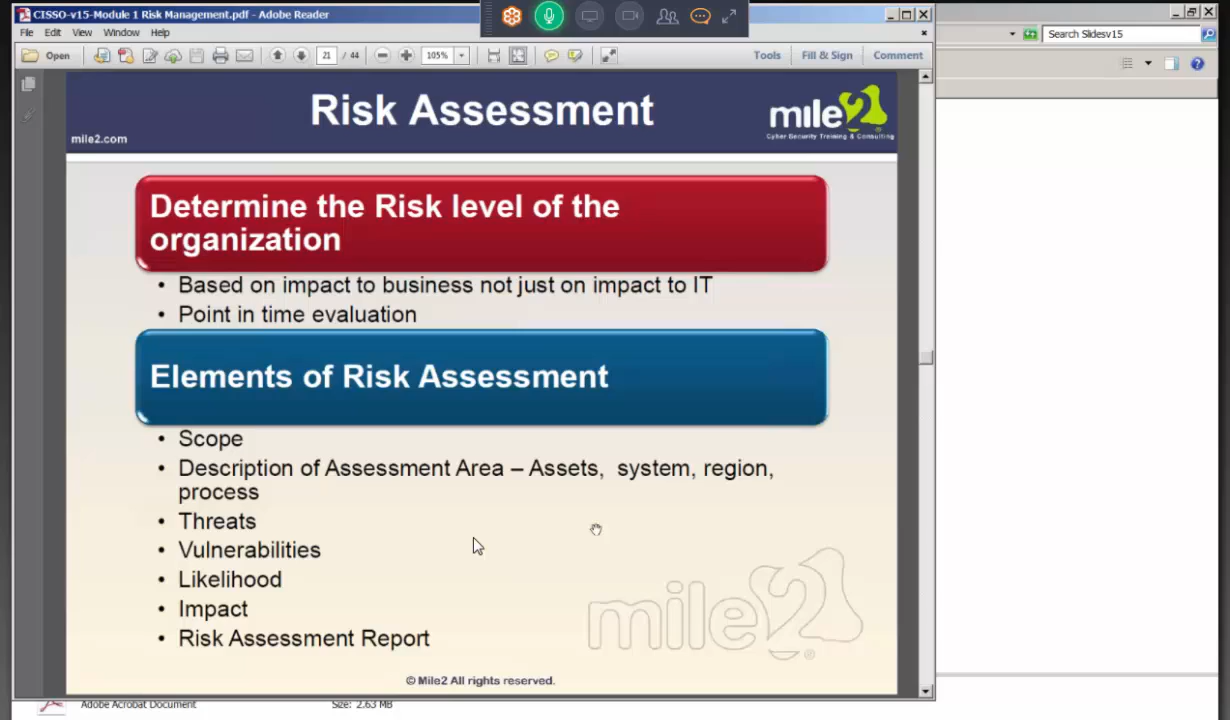 CISSO-v15-Module 1 Risk Management.pdf - Adobe Reader
File Edit View Window Help
Search Slidesv15
Open 21 / 44 105% Tools Fill & Sign Comment
Risk Assessment
mile2
Cyber Security Training & Consulting
mile2.com
Determine the Risk level of the
organization
• Based on impact to business not just on impact to IT
• Point in time evaluation
Elements of Risk Assessment
• Scope
• Description of Assessment Area – Assets, system, region,
process
• Threats
• Vulnerabilities
• Likelihood
• Impact
• Risk Assessment Report
mile2
© Mile2 All rights reserved.
Adobe Acrobat Document Size: 2.63 MB